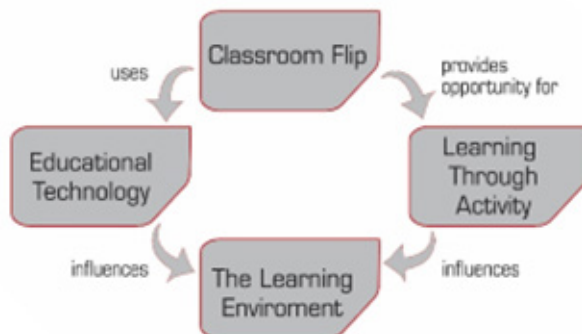 Classroom Flip
uses
provides
opportunity for
Educational
Technology
Learning
Through
Activity
influences
influences
The Learning
Enviroment